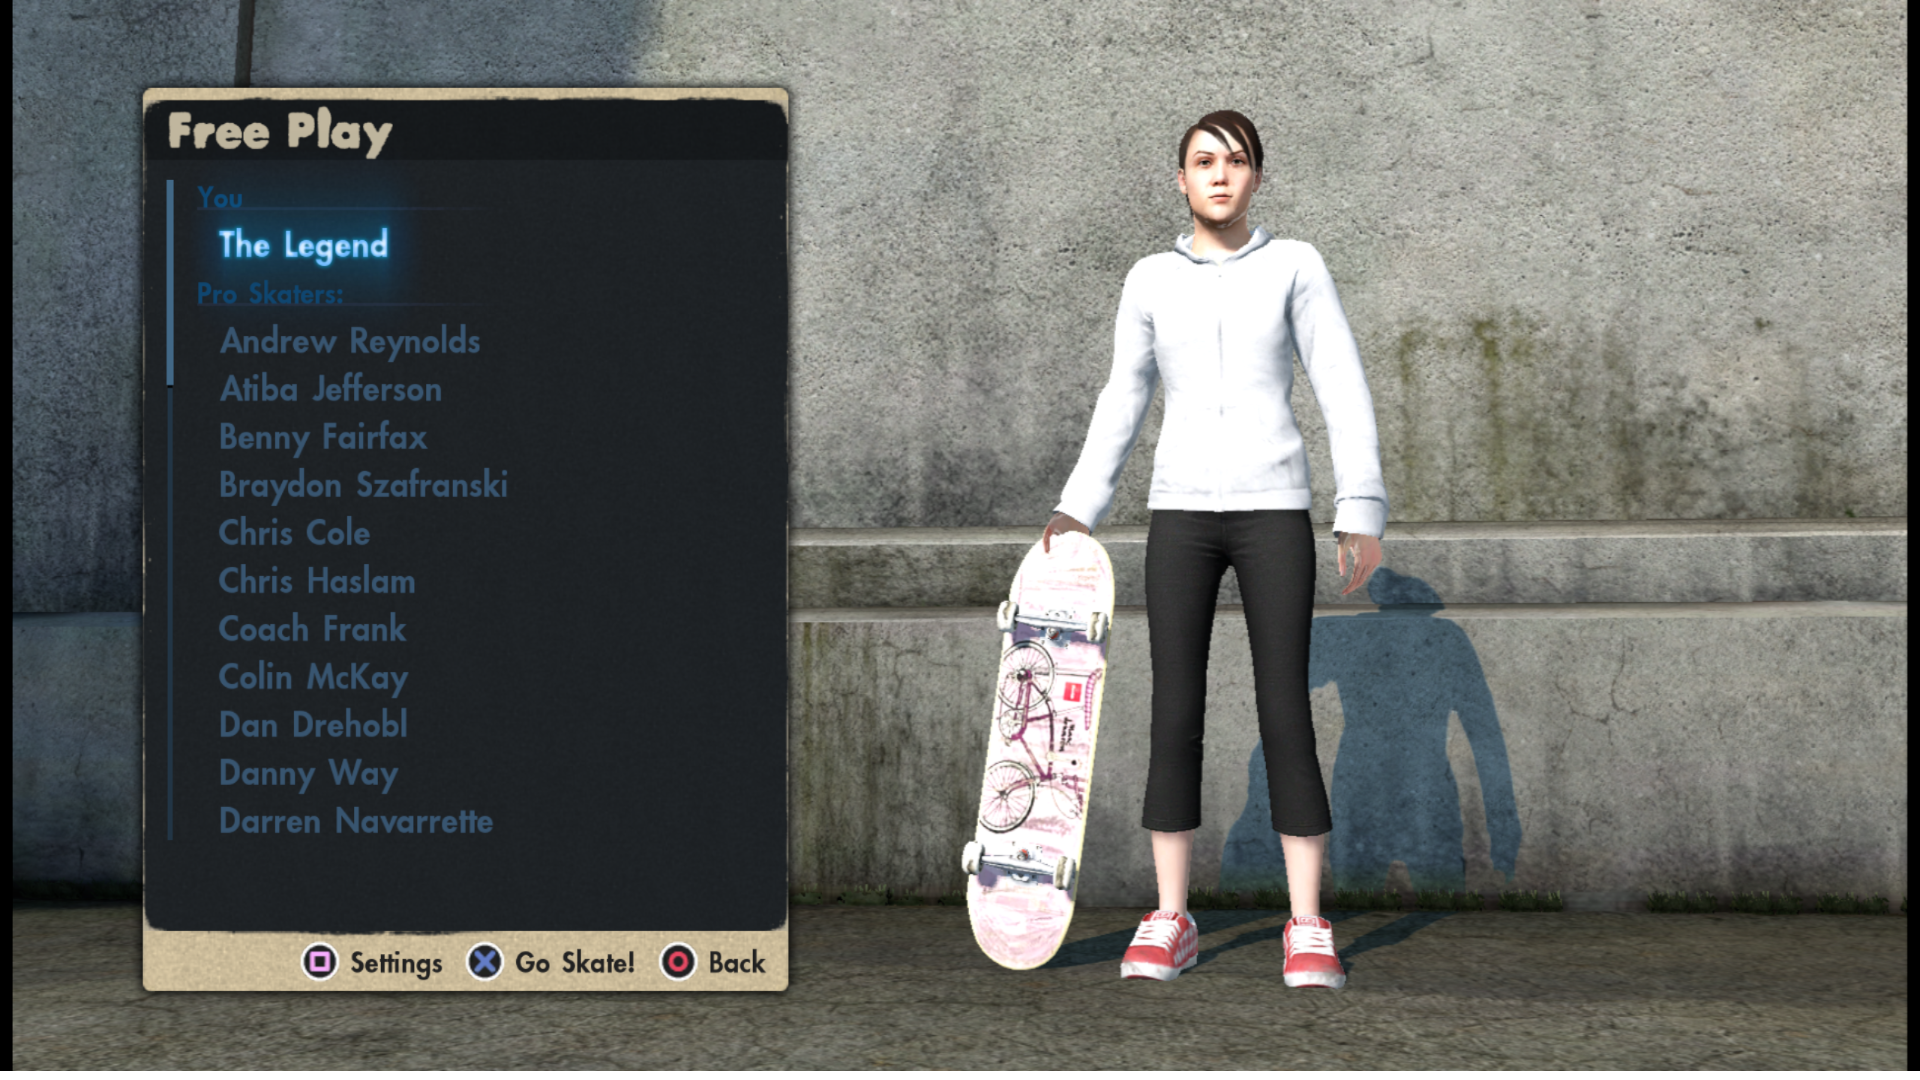 Free Play
You
The Legend
Pro Skaters:
Andrew Reynolds
Atiba Jefferson
Benny Fairfax
Braydon Szafranski
Chris Cole
Chris Haslam
Coach Frank
Colin McKay
Dan Drehobl
Danny Way
Darren Navarrette
Settings Go Skate! Back